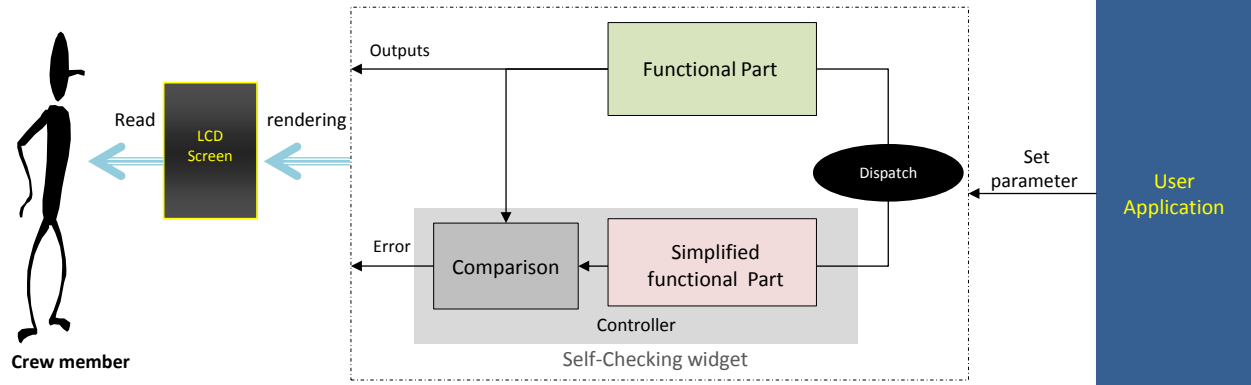 Outputs
Functional Part
Read
LCD
Screen
rendering
Dispatch
Set
parameter
User
Application
Error
Comparison
Simplified
functional Part
Controller
Self-Checking widget
Crew member